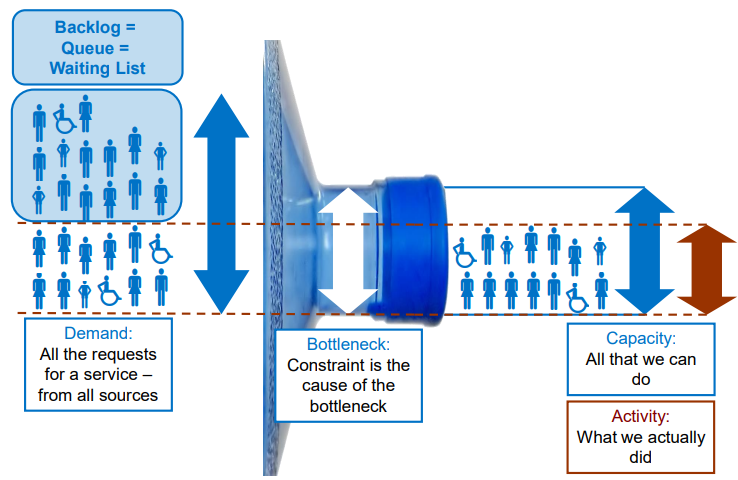 Backlog =
Queue =
Waiting List
Demand:
All the requests
for a service –
from all sources
Bottleneck:
Constraint is the
cause of the
bottleneck
Capacity:
All that we can
do
Activity:
What we actually
did